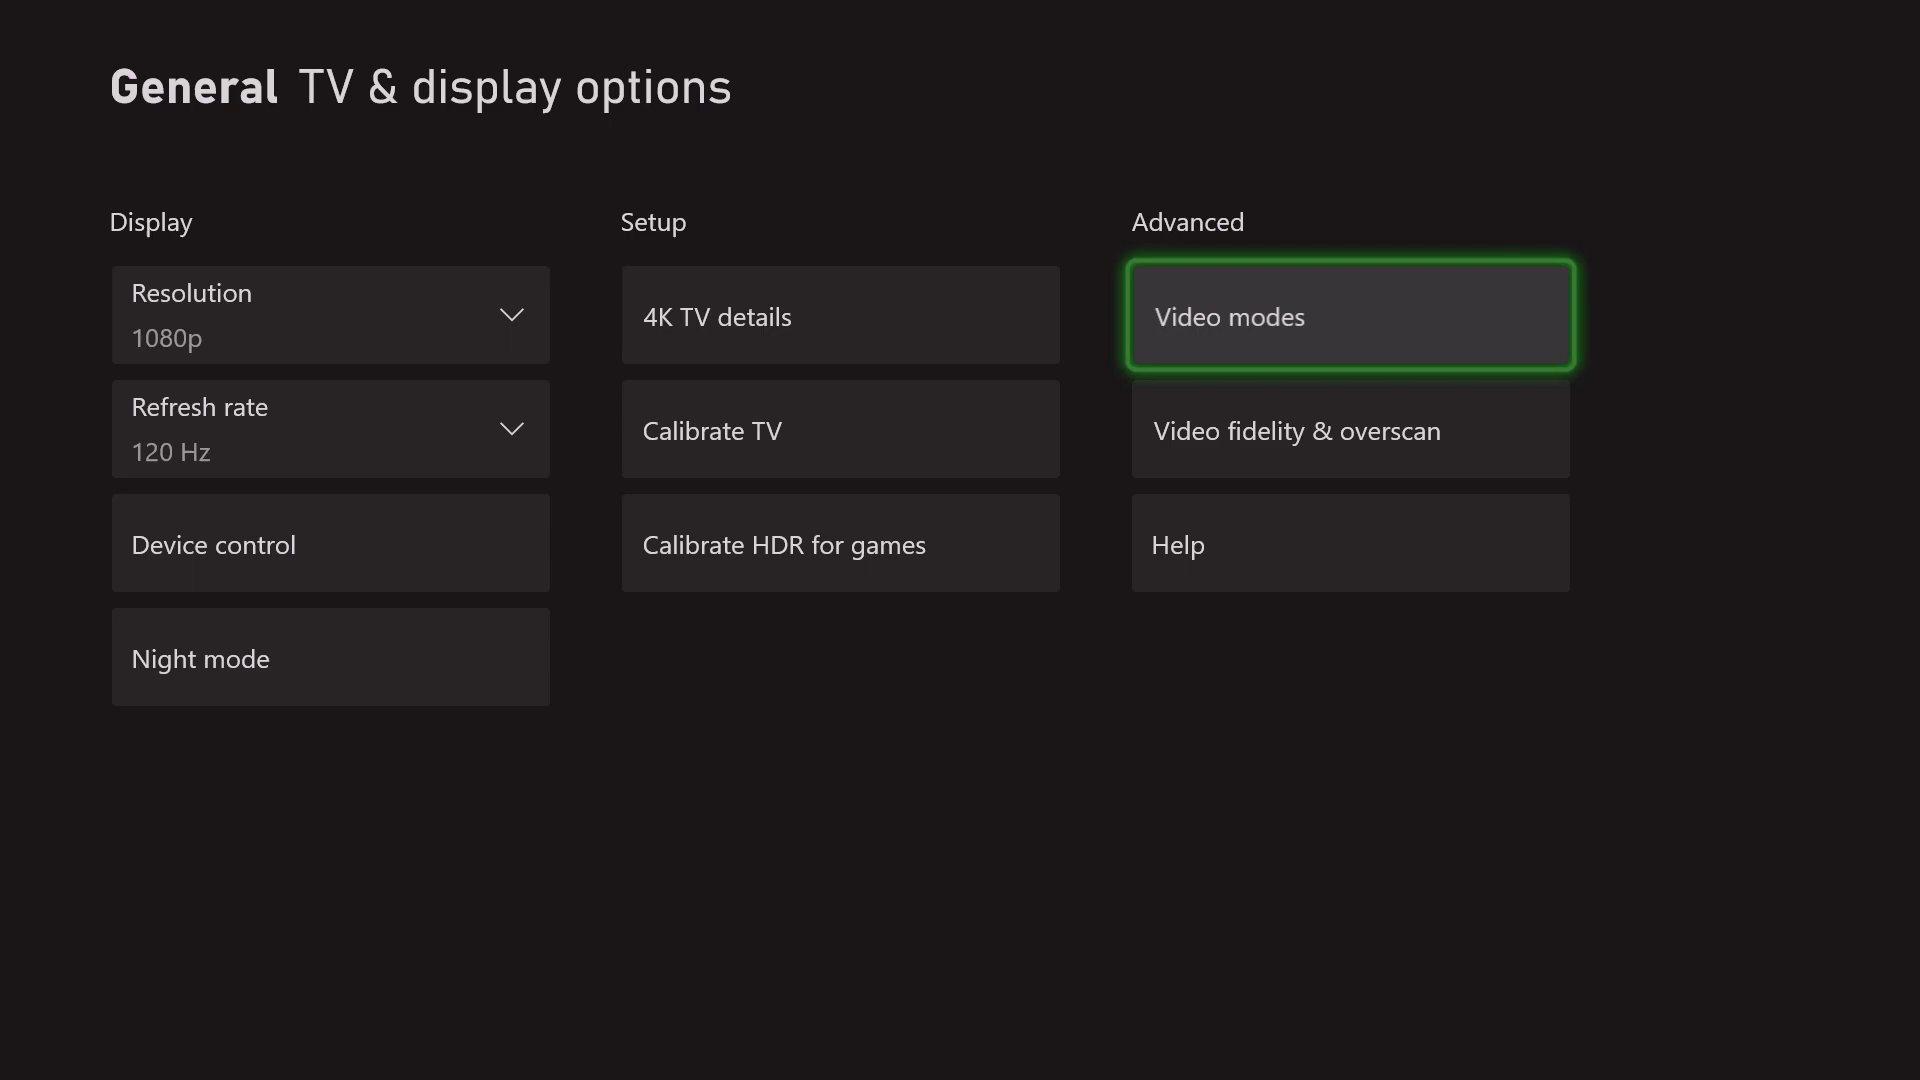 General TV & display options
Display
Resolution
1080p
Refresh rate
120 Hz
Device control
Night mode
Setup
4K TV details
Calibrate TV
Calibrate HDR for games
Advanced
Video modes
Video fidelity & overscan
Help